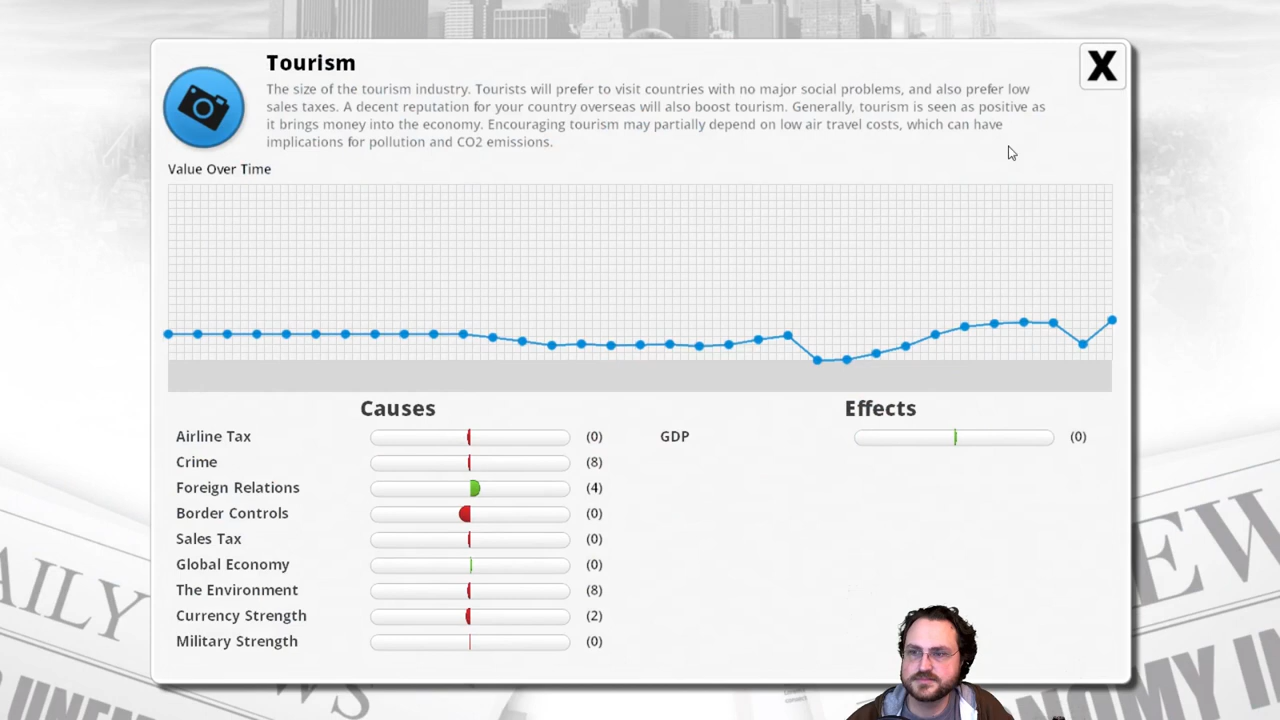 Tourism
X
The size of the tourism industry. Tourists will prefer to visit countries with no major social problems, and also prefer low
sales taxes. A decent reputation for your country overseas will also boost tourism. Generally, tourism is seen as positive as
it brings money into the economy. Encouraging tourism may partially depend on low air travel costs, which can have
implications for pollution and CO2 emissions.
Value Over Time
Causes
Effects
Airline Tax (0)
GDP (0)
Crime (8)
Foreign Relations (4)
Border Controls (0)
Sales Tax (0)
Global Economy (0)
The Environment (8)
Currency Strength (2)
Military Strength (0)
AILY